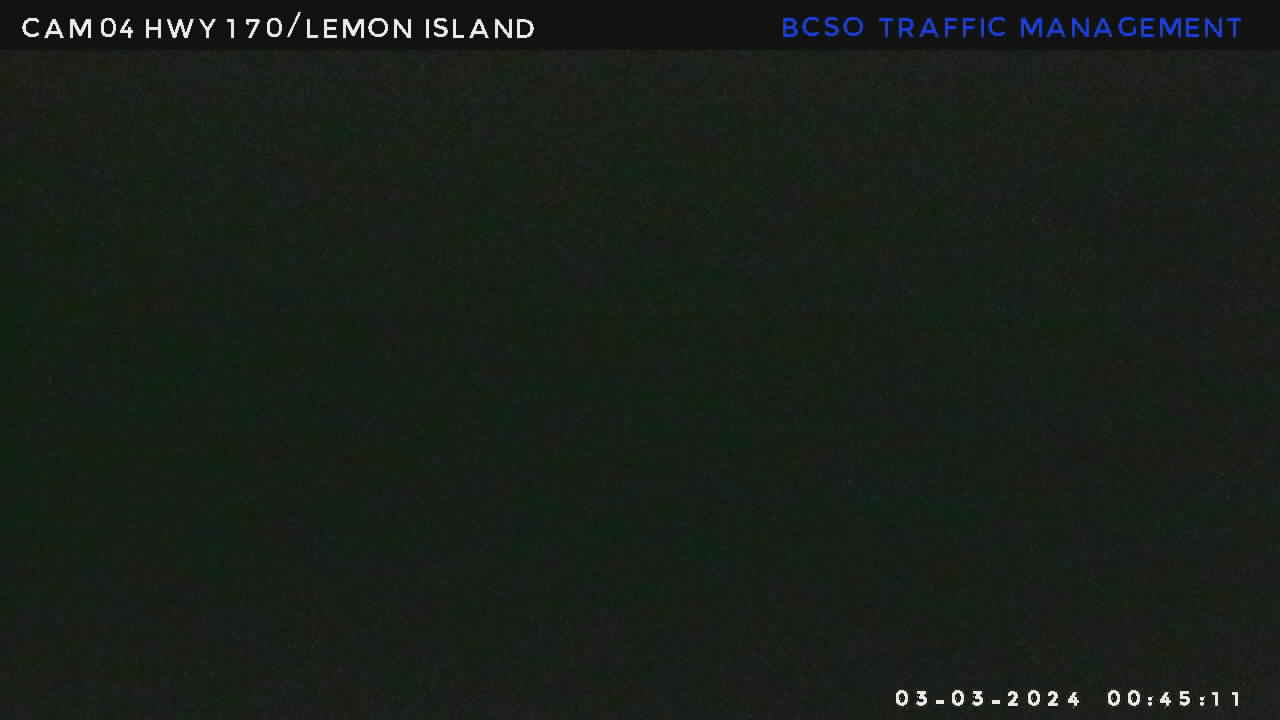 CAM 04 HWY 170/LEMON ISLAND
BCSO TRAFFIC MANAGEMENT
03-03-2024 00:45:11